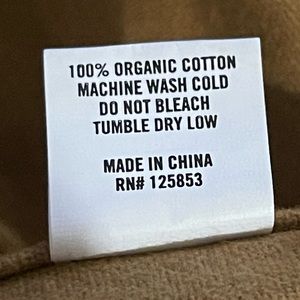 100% ORGANIC COTTON
MACHINE WASH COLD
DO NOT BLEACH
TUMBLE DRY LOW
MADE IN CHINA
RN# 125853